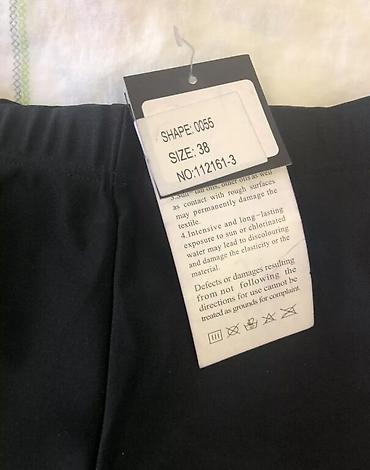 SHAPE: 0055
SIZE: 38
NO:112161-3
as contact with rough surfaces
may permanently damage the
textile.
4.Intensive and long-lasting
exposure to sun or chlorinated
water may lead to discolouring
and damage the elasticity or the
material.
Defects or damages resulting
from not following the
directions for use cannot be
treated as grounds for complaint